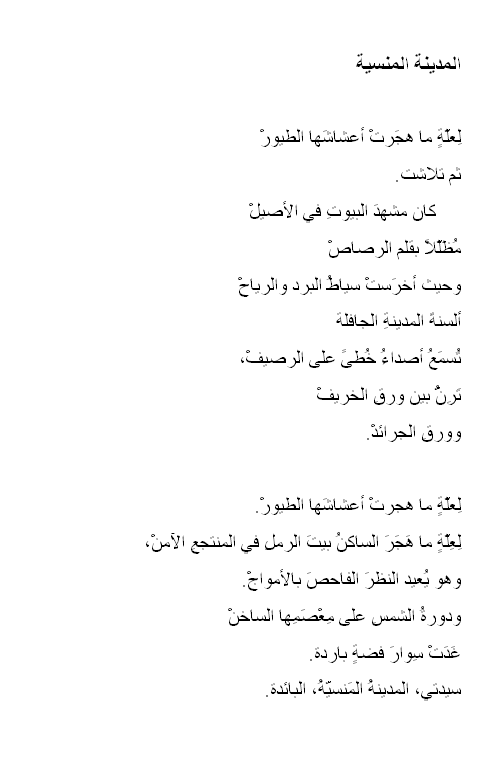 المدينة المنسية
لِعلّةٍ ما هجَرتْ أعشاشَها الطيورْ
ثم تلاشت.
كان مشهدَ البيوتِ في الأصيلْ
مُظلّلاً بقلم الرصاصْ
وحيث أخرَستْ سياطُ البرد والرياحْ
ألسنةَ المدينةِ الجافلةَ
تُسمَعُ أصداءُ خُطىً على الرصيفْ،
تَرِنُّ بين ورق الخريفْ
وورق الجرائدْ.
لِعلّةٍ ما هجرتْ أعشاشَها الطيورْ.
لِعِلّةٍ ما هَجَرَ الساكنُ بيتَ الرمل في المنتجع الآمنْ،
وهو يُعيد النظرَ الفاحصَ بالأمواجْ.
ودورةُ الشمس على مِعْصَمِها الساخنْ
غَدَتْ سِوارَ فضةٍ باردة.
سيدتي، المدينةُ المَنسيّةُ، البائدة.